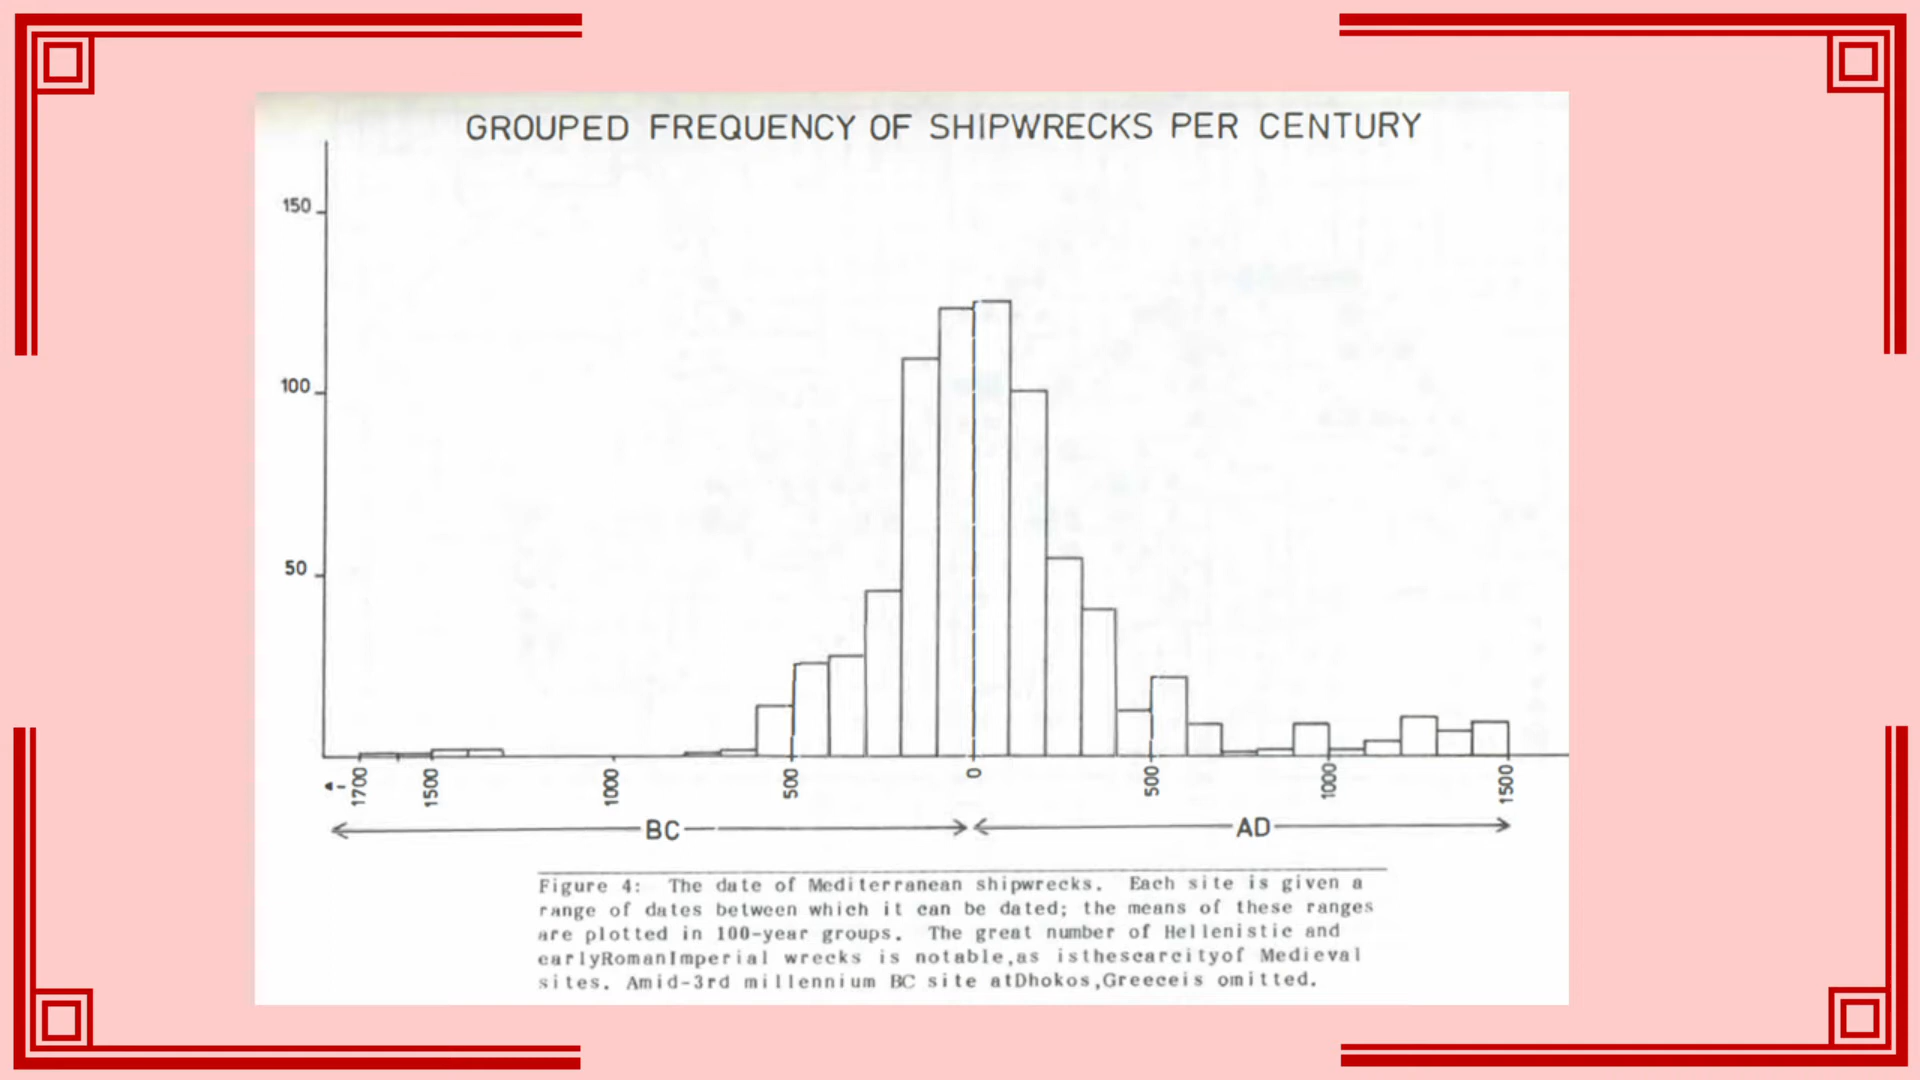 GROUPED FREQUENCY OF SHIPWRECKS PER CENTURY
150
100
50
1700
1500
1000
500
0
500
1000
1500
BC
AD
Figure 4: The date of Mediterranean shipwrecks. Each site is given a
range of dates between which it can be dated; the means of these ranges
are plotted in 100-year groups. The great number of Hellenistic and
earlyRomanImperial wrecks is notable,as isthescarcityof Medieval
sites. Amid-3rd millennium BC site atDhokos,Greeceis omitted.